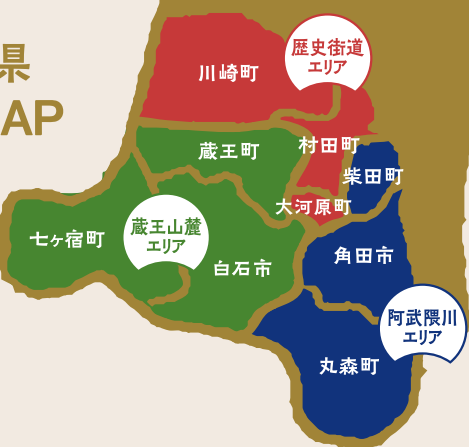 県
AP
歴史街道
エリア
川崎町
村田町
蔵王町
柴田町
大河原町
蔵王山麓
エリア
七ヶ宿町
白石市
角田市
阿武隈川
エリア
丸森町